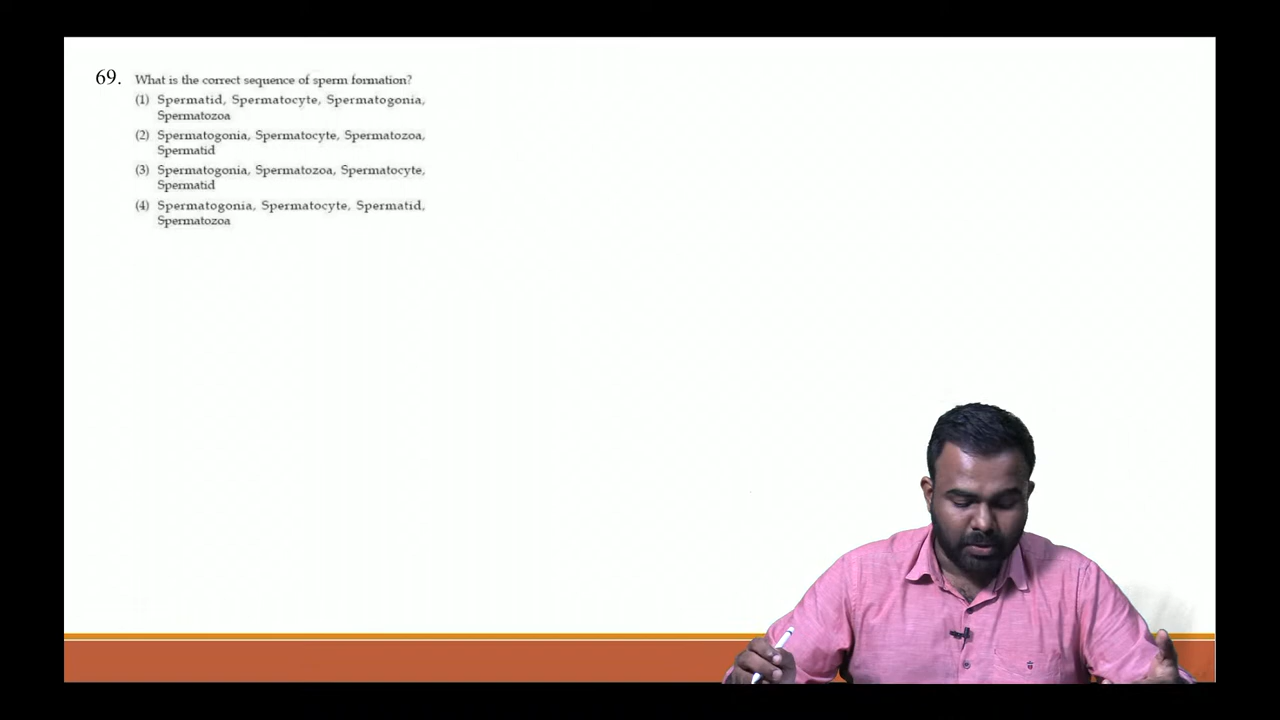 69. What is the correct sequence of sperm formation?
(1) Spermatid, Spermatocyte, Spermatogonia,
Spermatozoa
(2) Spermatogonia, Spermatocyte, Spermatozoa,
Spermatid
(3) Spermatogonia, Spermatozoa, Spermatocyte,
Spermatid
(4) Spermatogonia, Spermatocyte, Spermatid,
Spermatozoa